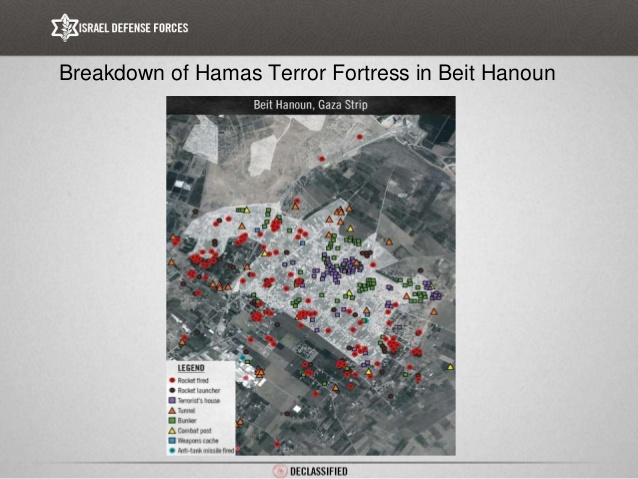 ISRAEL DEFENSE FORCES
Breakdown of Hamas Terror Fortress in Beit Hanoun
Beit Hanoun, Gaza Strip
LEGEND
Rocket fired
Rocket launcher
Terrorist's house
Tunnel
Bunker
Combat post
Weapons cache
Anti-tank missile fired
DECLASSIFIED